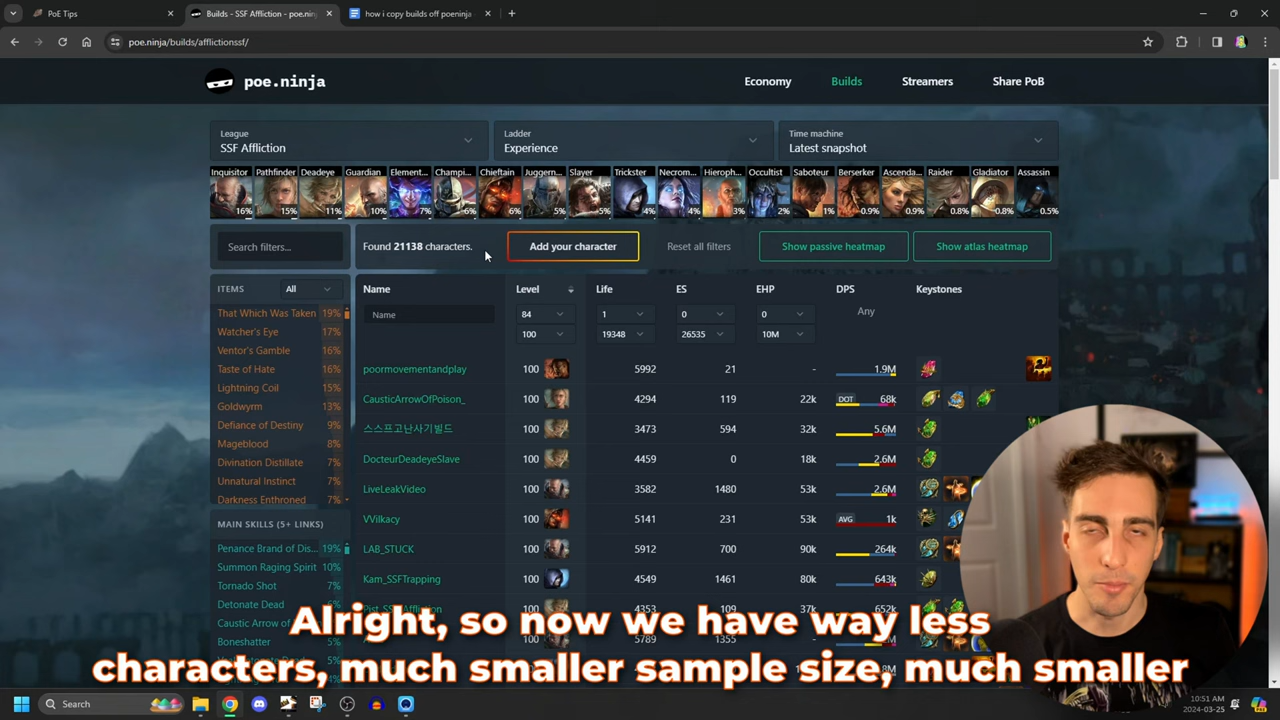 PoE Tips
Builds - SSF Affliction - poe.nin
how i copy builds off poeninja
poe.ninja/builds/afflictionssf/
poe.ninja
Economy
Builds
Streamers
Share PoB
League
SSF Affliction
Ladder
Experience
Time machine
Latest snapshot
Inquisitor Pathfinder Deadeye Guardian Element... Champi... Chieftain Juggern... Slayer Trickster Necrom... Hieroph... Occultist Saboteur Berserker Ascenda... Raider Gladiator Assassin
16% 15% 11% 10% 7% 6% 6% 5% 5% 4% 4% 3% 2% 1% 0.9% 0.9% 0.8% 0.8% 0.5%
Search filters...
Found 21138 characters.
Add your character
Reset all filters
Show passive heatmap
Show atlas heatmap
ITEMS All
That Which Was Taken 19%
Watcher's Eye 17%
Ventor's Gamble 16%
Taste of Hate 16%
Lightning Coil 15%
Goldwyrm 13%
Defiance of Destiny 9%
Mageblood 8%
Divination Distillate 7%
Unnatural Instinct 7%
Darkness Enthroned 7%
MAIN SKILLS (5+ LINKS)
Penance Brand of Dis... 19%
Summon Raging Spirit 10%
Tornado Shot 7%
Detonate Dead 6%
Caustic Arrow of
Boneshatter
Name Level Life ES EHP DPS Keystones
Name 84 1 0 0 Any
100 19348 26535 10M
poormovementandplay 100 5992 21 - 1.9M
CausticArrowOfPoison_ 100 4294 119 22k DOT 68k
스스프고난사기빌드 100 3473 594 32k 5.6M
DocteurDeadeyeSlave 100 4459 0 18k 2.6M
LiveLeakVideo 100 3582 1480 53k 2.6M
VVilkacy 100 5141 231 53k AVG 1k
LAB_STUCK 100 5912 700 90k 264k
Kam_SSFTrapping 100 4549 1461 80k 643k
Pist_SSFAffliction 100 4353 109 37k 652k
Alright, so now we have way less
characters, much smaller sample size, much smaller
Search
10:51 AM
2024-03-25